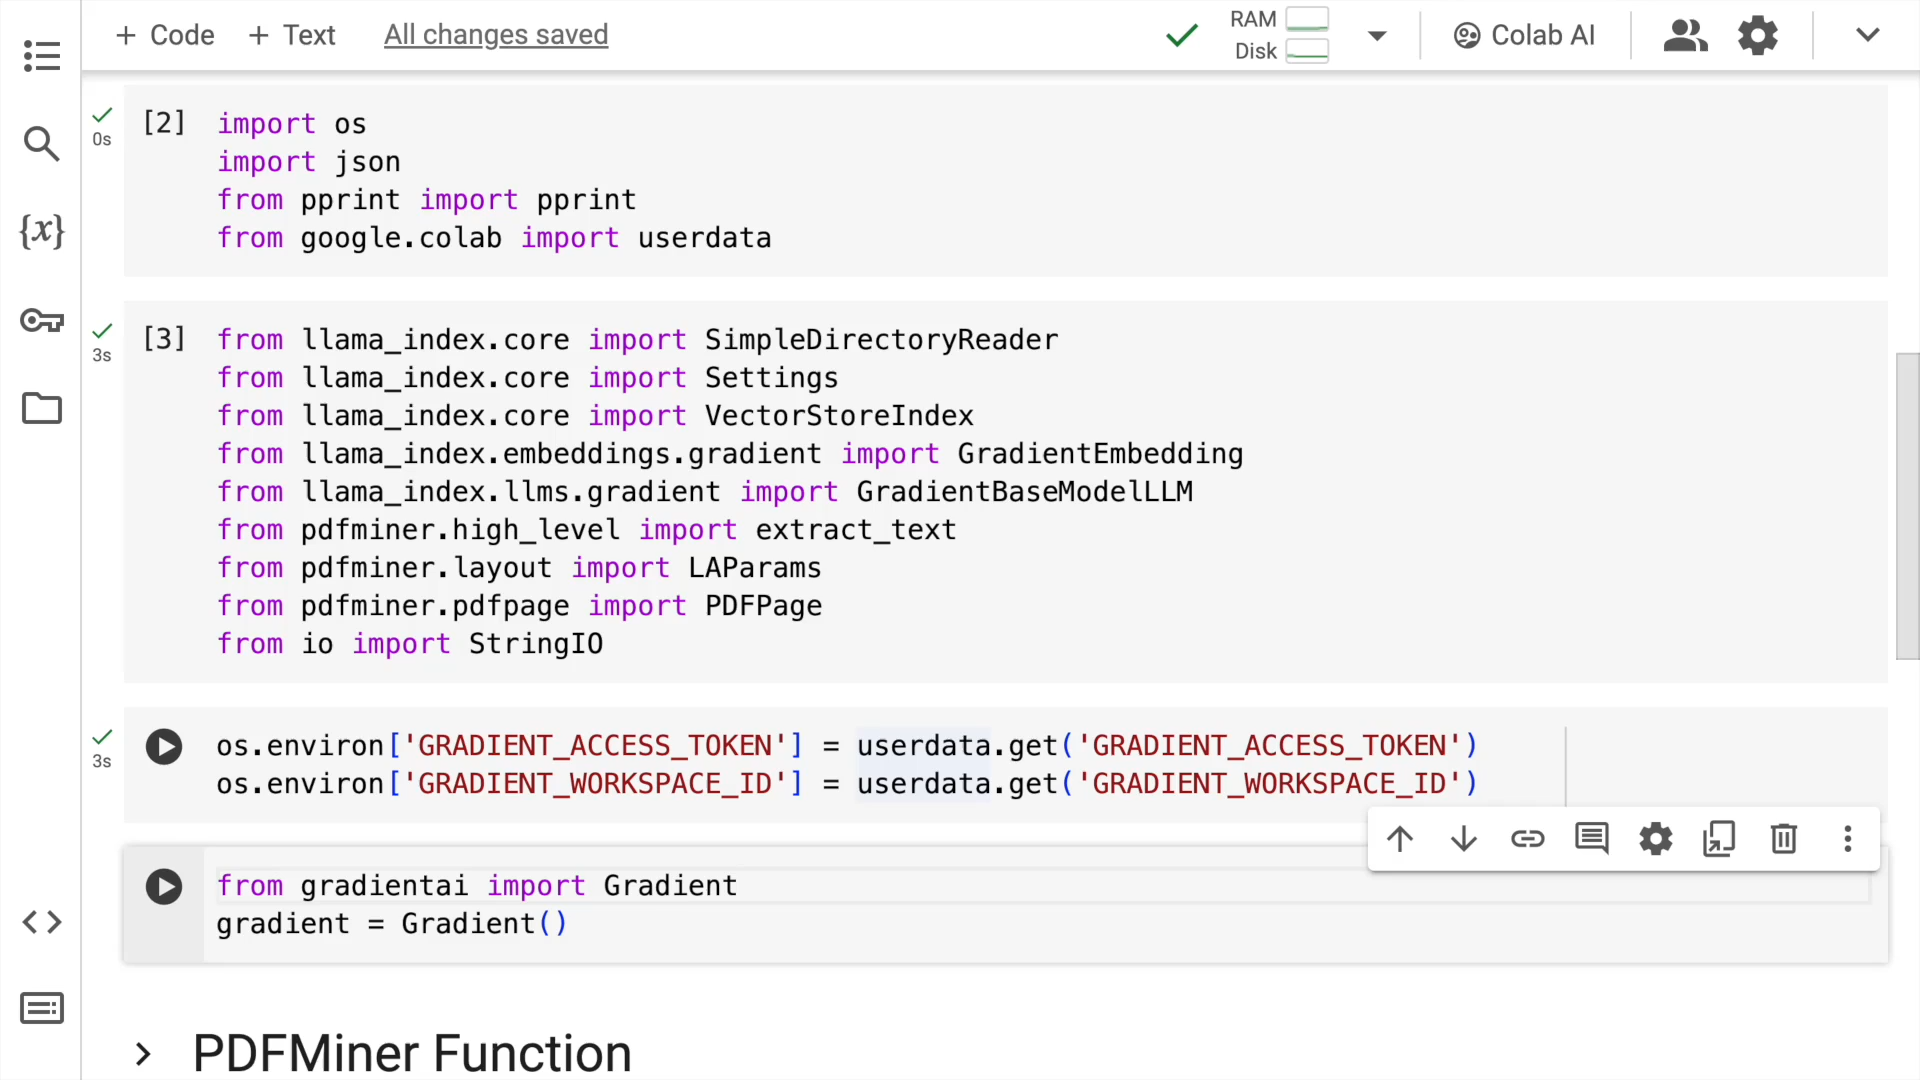 + Code + Text All changes saved RAM Disk Colab AI
0s [2] import os
import json
from pprint import pprint
from google.colab import userdata
3s [3] from llama_index.core import SimpleDirectoryReader
from llama_index.core import Settings
from llama_index.core import VectorStoreIndex
from llama_index.embeddings.gradient import GradientEmbedding
from llama_index.llms.gradient import GradientBaseModelLLM
from pdfminer.high_level import extract_text
from pdfminer.layout import LAParams
from pdfminer.pdfpage import PDFPage
from io import StringIO
3s os.environ['GRADIENT_ACCESS_TOKEN'] = userdata.get('GRADIENT_ACCESS_TOKEN')
os.environ['GRADIENT_WORKSPACE_ID'] = userdata.get('GRADIENT_WORKSPACE_ID')
from gradientai import Gradient
gradient = Gradient()
PDFMiner Function